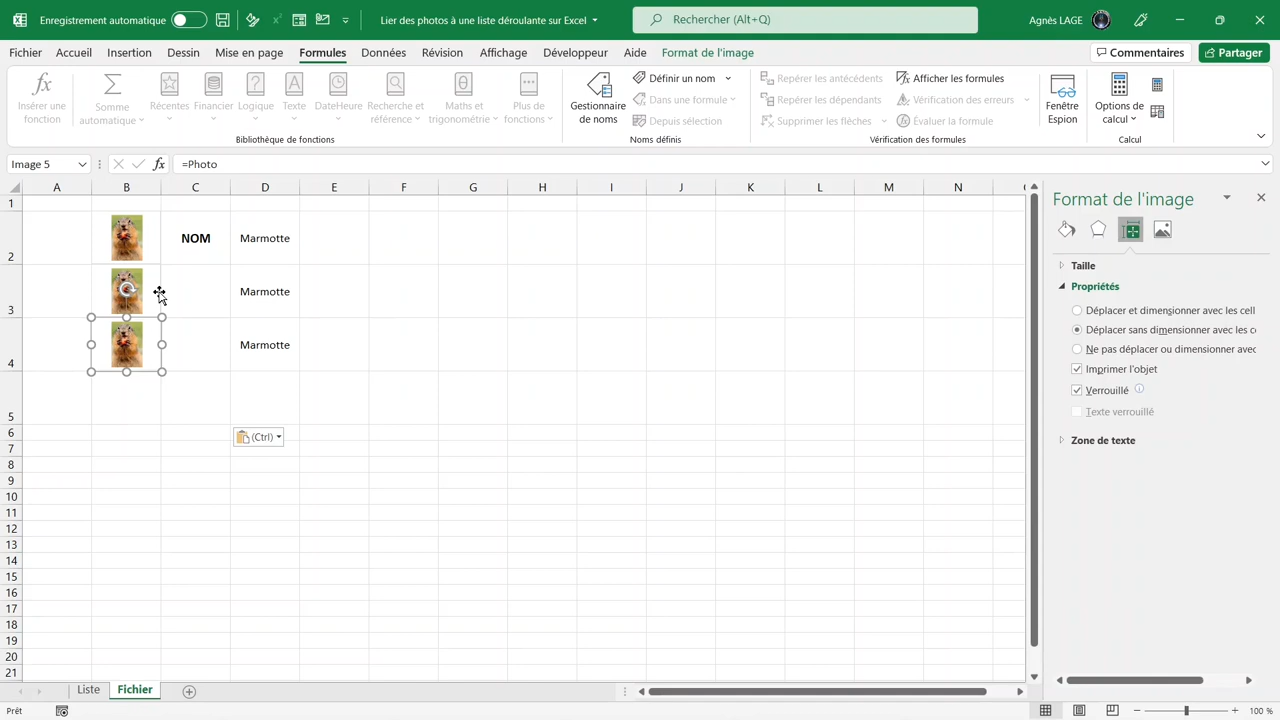 Enregistrement automatique
Lier des photos à une liste déroulante sur Excel
Rechercher (Alt+Q)
Agnès LAGE
Fichier Accueil Insertion Dessin Mise en page Formules Données Révision Affichage Développeur Aide Format de l'image
Commentaires
Partager
Insérer une fonction
Somme automatique
Récentes
Financier
Logique
Texte
DateHeure
Recherche et référence
Maths et trigonométrie
Plus de fonctions
Bibliothèque de fonctions
Gestionnaire de noms
Définir un nom
Dans une formule
Depuis sélection
Noms définis
Repérer les antécédents
Repérer les dépendants
Supprimer les flèches
Afficher les formules
Vérification des erreurs
Évaluer la formule
Vérification des formules
Fenêtre Espion
Options de calcul
Calcul
Image 5
fx
=Photo
A B C D E F G H I J K L M N
1
2 NOM Marmotte
3 Marmotte
4 Marmotte
5
6
(Ctrl)
7
8
9
10
11
12
13
14
15
16
17
18
19
20
21
Format de l'image
Taille
Propriétés
Déplacer et dimensionner avec les cell
Déplacer sans dimensionner avec les c
Ne pas déplacer ou dimensionner avec
Imprimer l'objet
Verrouillé
Texte verrouillé
Zone de texte
Liste Fichier
Prêt
100 %